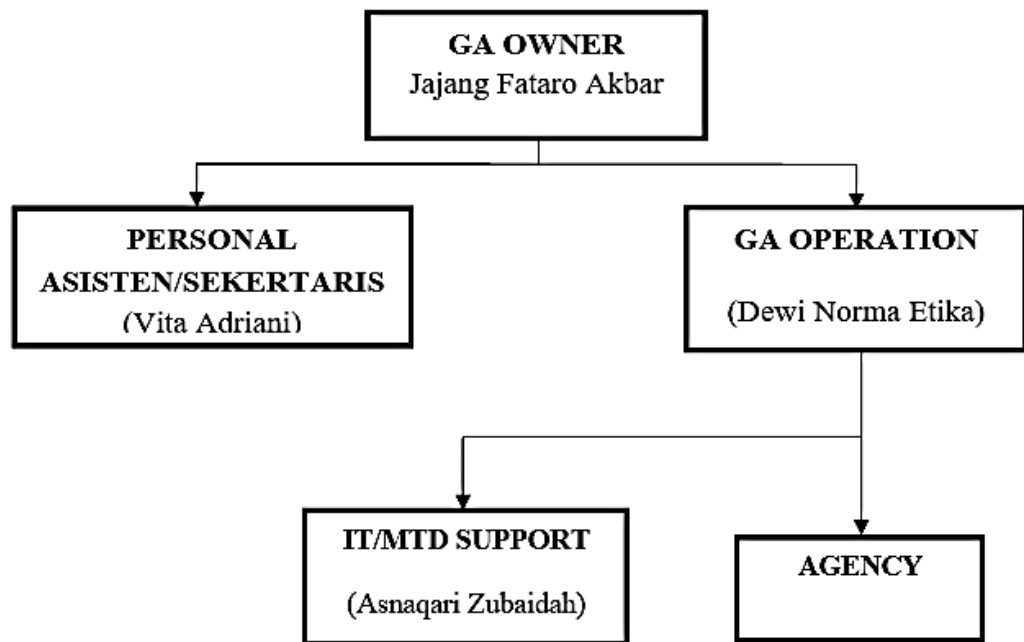 GA OWNER
Jajang Fataro Akbar
PERSONAL
ASISTEN/SEKERTARIS
(Vita Adriani)
GA OPERATION
(Dewi Norma Etika)
IT/MTD SUPPORT
(Asnaqari Zubaidah)
AGENCY